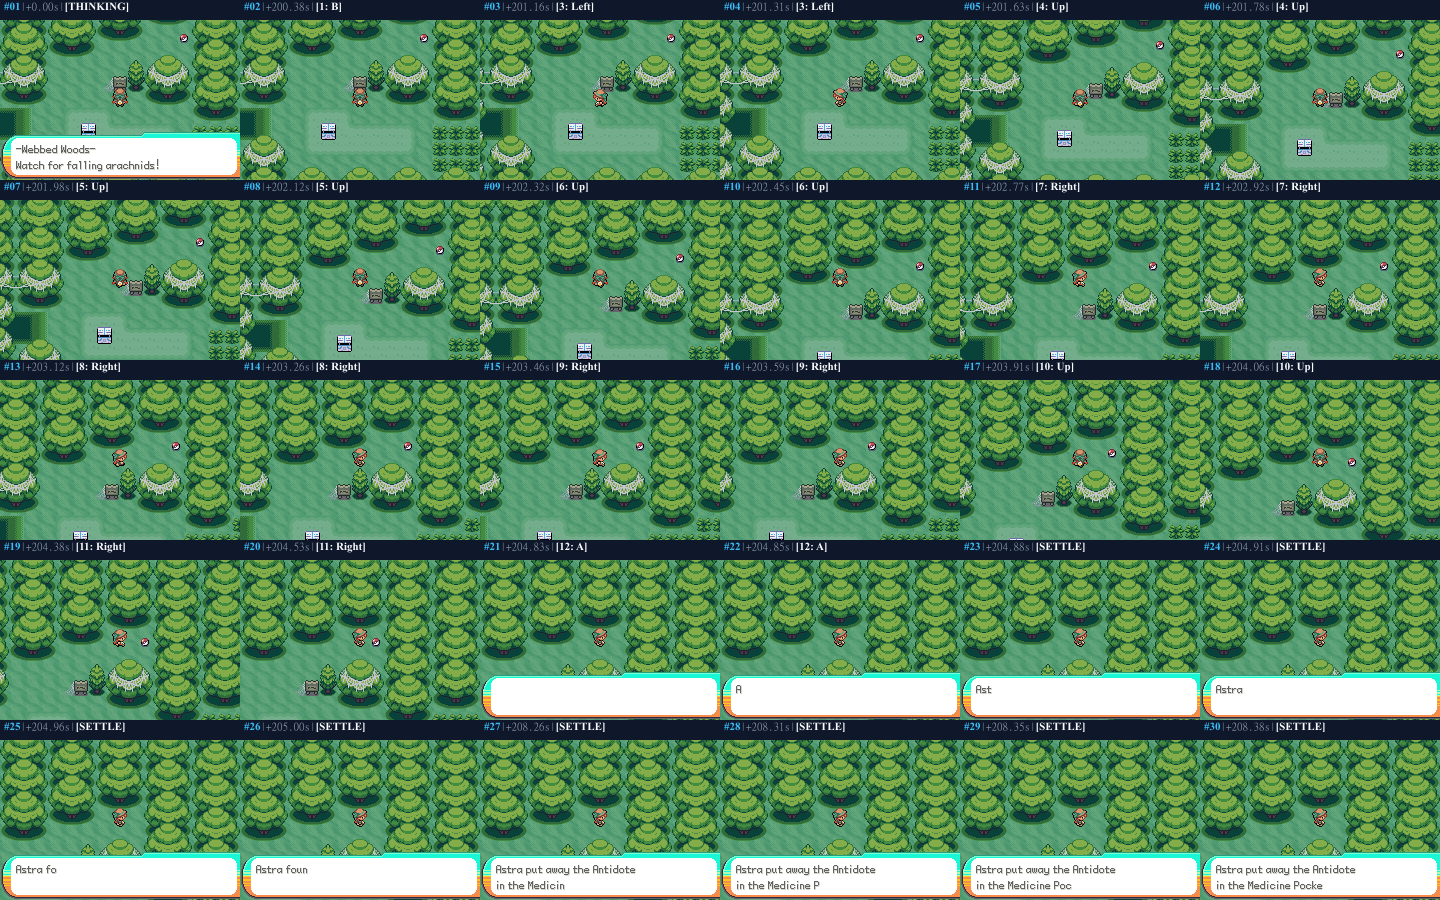 #01|+0.00s|[THINKING]
#02|+200.38s|[1: B]
#03|+201.16s|[3: Left]
#04|+201.31s|[3: Left]
#05|+201.63s|[4: Up]
#06|+201.78s|[4: Up]
-Webbed Woods-
Watch for falling arachnids!
#07|+201.98s|[5: Up]
#08|+202.12s|[5: Up]
#09|+202.32s|[6: Up]
#10|+202.45s|[6: Up]
#11|+202.77s|[7: Right]
#12|+202.92s|[7: Right]
#13|+203.12s|[8: Right]
#14|+203.26s|[8: Right]
#15|+203.46s|[9: Right]
#16|+203.59s|[9: Right]
#17|+203.91s|[10: Up]
#18|+204.06s|[10: Up]
#19|+204.38s|[11: Right]
#20|+204.53s|[11: Right]
#21|+204.83s|[12: A]
#22|+204.85s|[12: A]
#23|+204.88s|[SETTLE]
#24|+204.91s|[SETTLE]
A
Ast
Astra
#25|+204.96s|[SETTLE]
#26|+205.00s|[SETTLE]
#27|+208.26s|[SETTLE]
#28|+208.31s|[SETTLE]
#29|+208.35s|[SETTLE]
#30|+208.38s|[SETTLE]
Astra fo
Astra foun
Astra put away the Antidote
in the Medicin
Astra put away the Antidote
in the Medicine P
Astra put away the Antidote
in the Medicine Poc
Astra put away the Antidote
in the Medicine Pocke